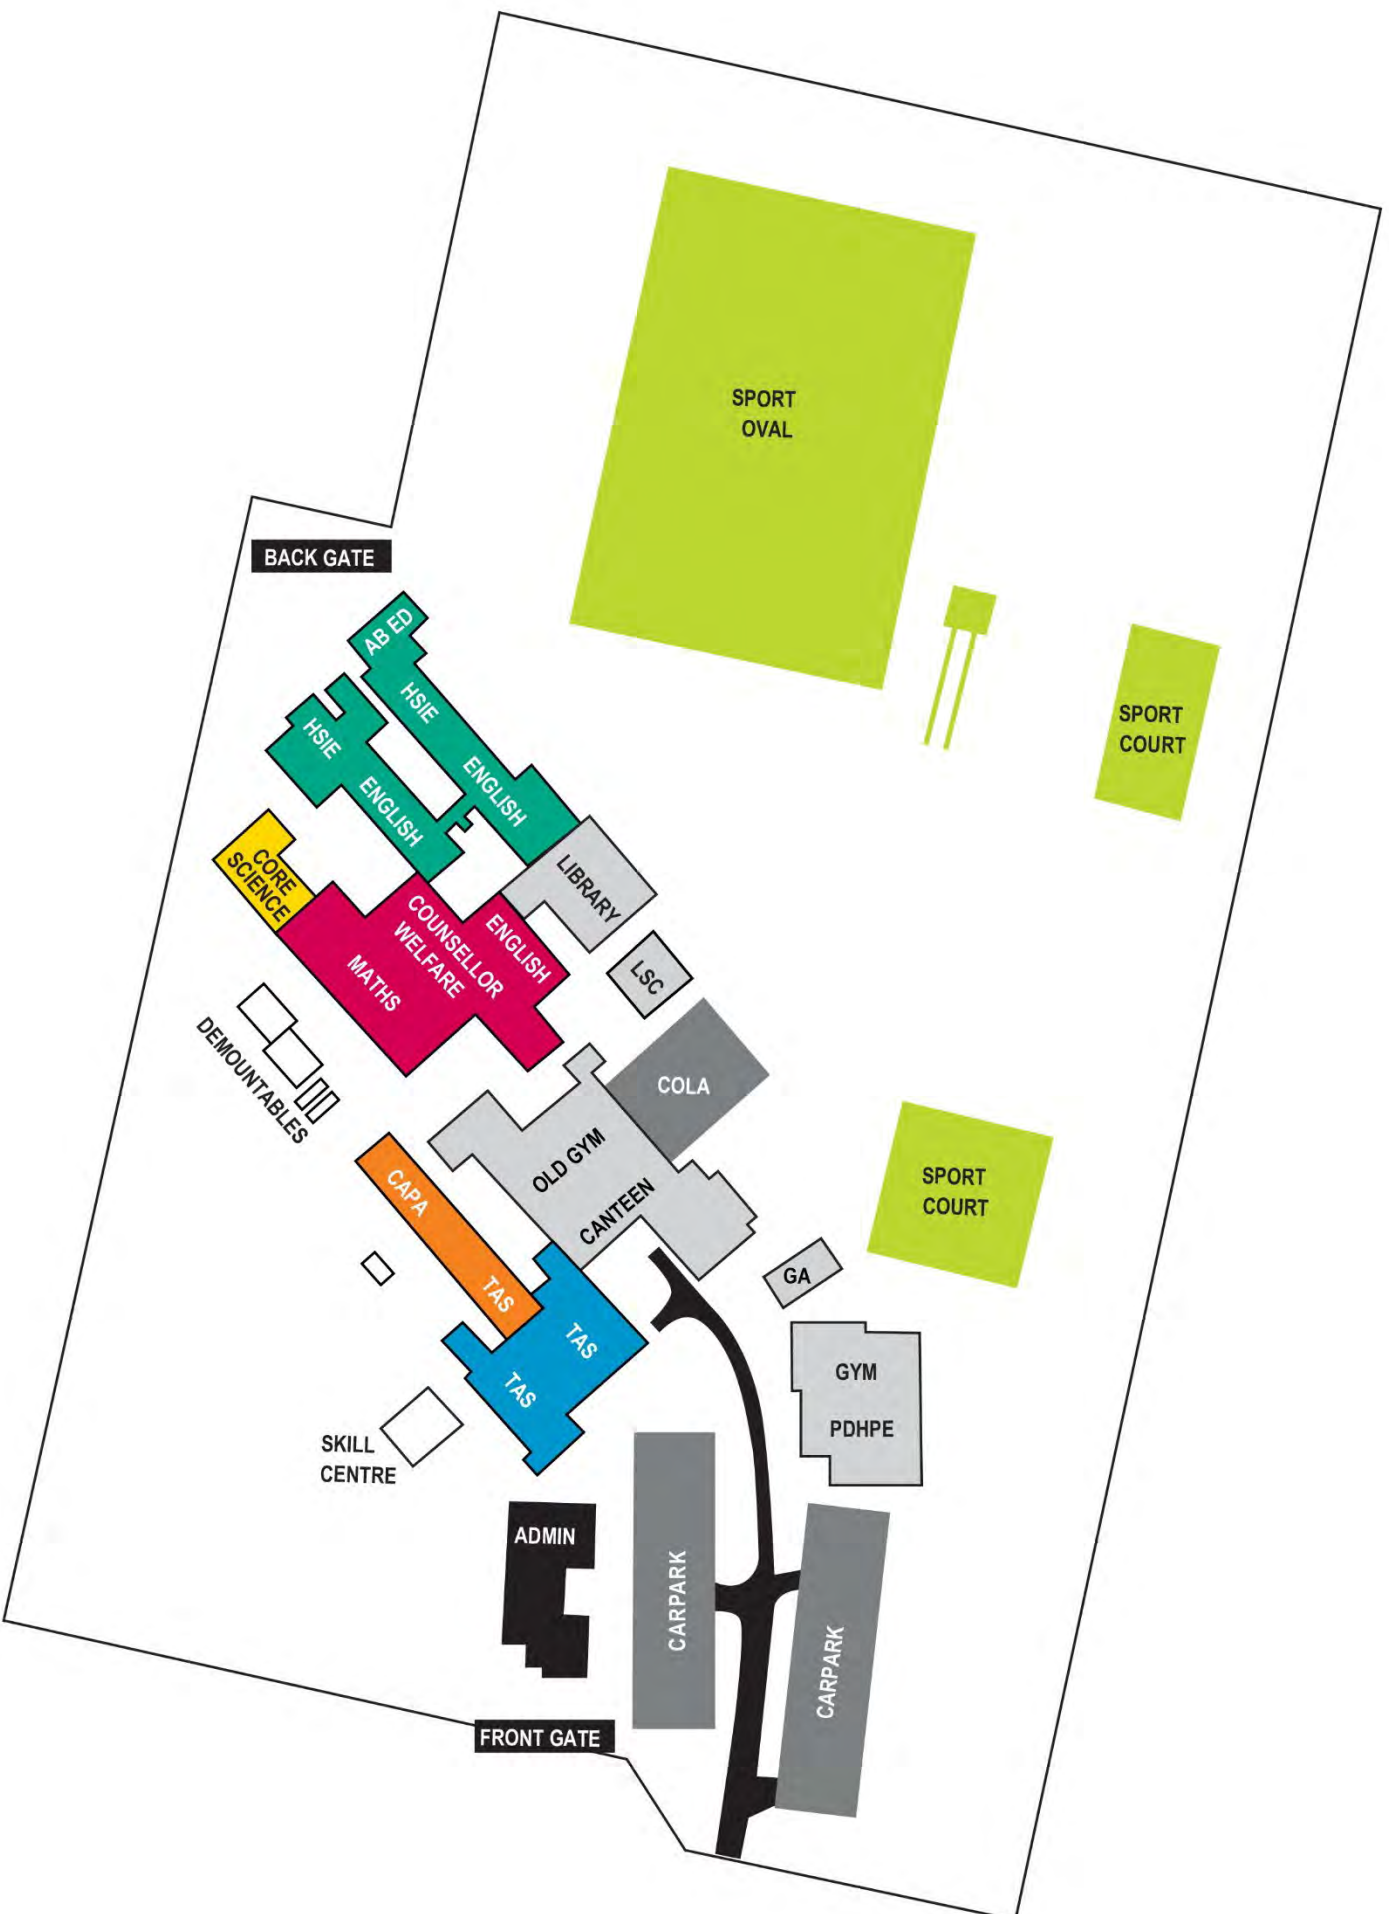 SPORT
OVAL
BACK GATE
AB ED
HSIE
ENGLISH
HSIE
ENGLISH
SPORT
COURT
LIBRARY
CORE
SCIENCE
COUNSELLOR
WELFARE
ENGLISH
MATHS
LSC
DEMOUNTABLES
COLA
OLD GYM
CANTEEN
CAPA
TAS
SPORT
COURT
GA
TAS
TAS
GYM
PDHPE
SKILL
CENTRE
ADMIN
CARPARK
CARPARK
FRONT GATE